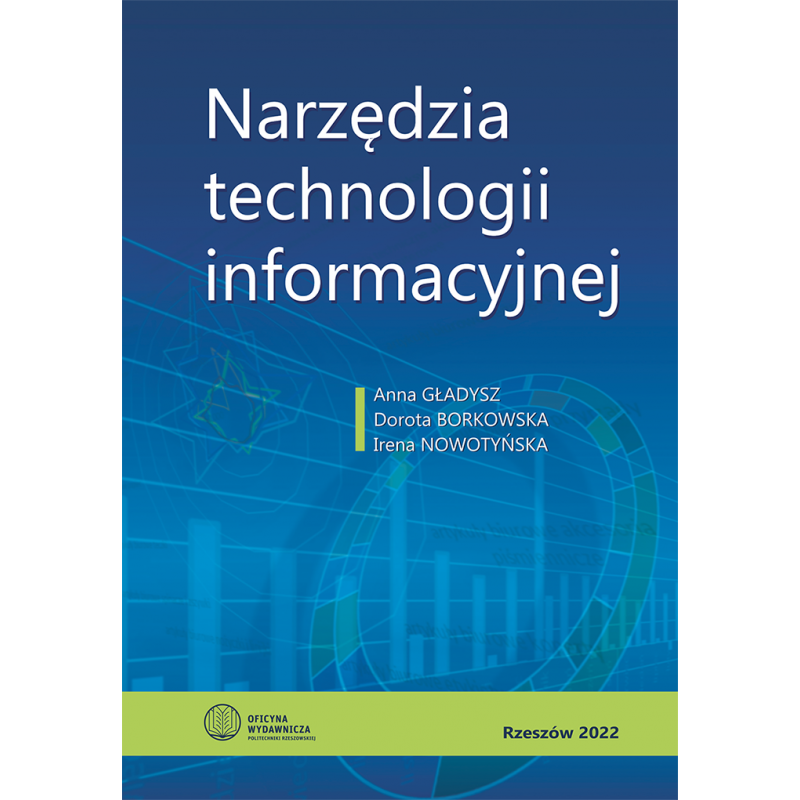 Narzędzia
technologii
informacyjnej
Anna GŁADYSZ
Dorota BORKOWSKA
Irena NOWOTYŃSKA
OFICYNA
WYDAWNICZA
POLITECHNIKI RZESZOWSKIEJ
Rzeszów 2022